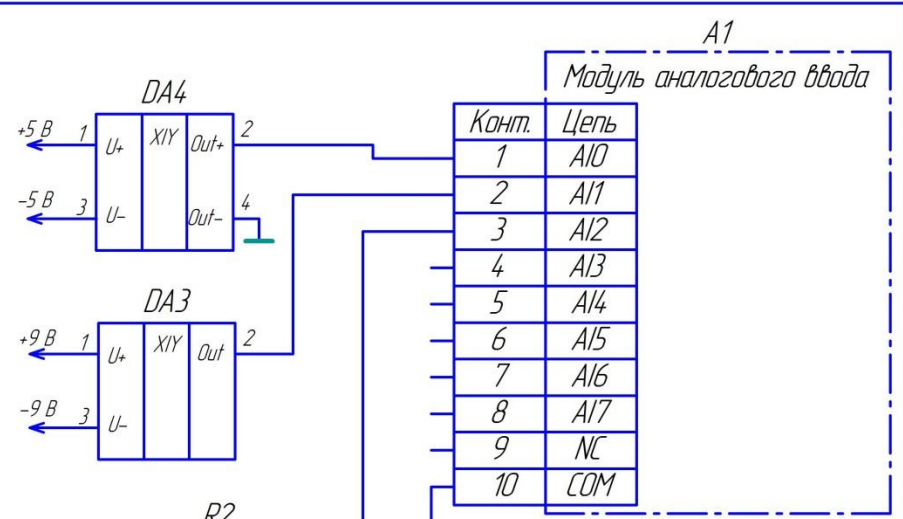 A1
Модуль аналогового ввода
DA4
+5 В 1 U+ X|Y Out+ 2
-5 В 3 U- Out- 4
DA3
+9 В 1 U+ X|Y Out 2
-9 В 3 U-
Конт. Цепь
1 AI0
2 AI1
3 AI2
4 AI3
5 AI4
6 AI5
7 AI6
8 AI7
9 NC
10 COM
R2